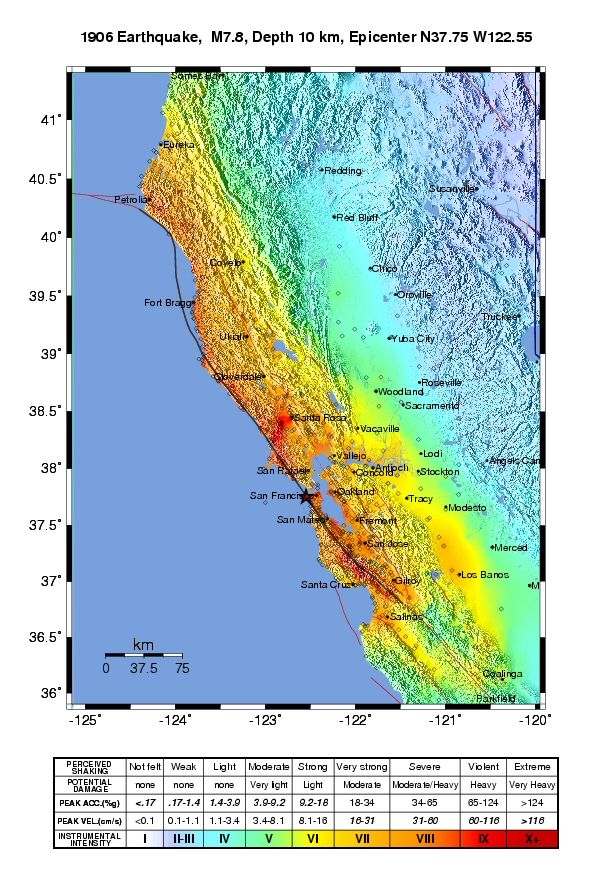 1906 Earthquake, M7.8, Depth 10 km, Epicenter N37.75 W122.55
Somes Bar
41˚
Eureka
Redding
40.5˚
Susanville
Petrolia
Red Bluff
40˚
Covelo
Chico
39.5˚
Oroville
Fort Bragg
Truckee
Ukiah
Yuba City
39˚
Cloverdale
Roseville
Woodland
38.5˚
Sacramento
Santa Rosa
Vacaville
Vallejo
Lodi
Angels Cam
38˚
San Rafael
Concord
Antioch
Stockton
San Francisco
Oakland
Tracy
Modesto
37.5˚
San Mateo
Fremont
San Jose
Merced
Los Banos
37˚
Santa Cruz
Gilroy
M
Salinas
36.5˚
km
0 37.5 75
Coalinga
36˚
Parkfield
-125˚ -124˚ -123˚ -122˚ -121˚ -120˚
PERCEIVED SHAKING Not felt Weak Light Moderate Strong Very strong Severe Violent Extreme
POTENTIAL DAMAGE none none none Very light Light Moderate Moderate/Heavy Heavy Very Heavy
PEAK ACC.(%g) <.17 .17-1.4 1.4-3.9 3.9-9.2 9.2-18 18-34 34-65 65-124 >124
PEAK VEL.(cm/s) <0.1 0.1-1.1 1.1-3.4 3.4-8.1 8.1-16 16-31 31-60 60-116 >116
INSTRUMENTAL INTENSITY I II-III IV V VI VII VIII IX X+